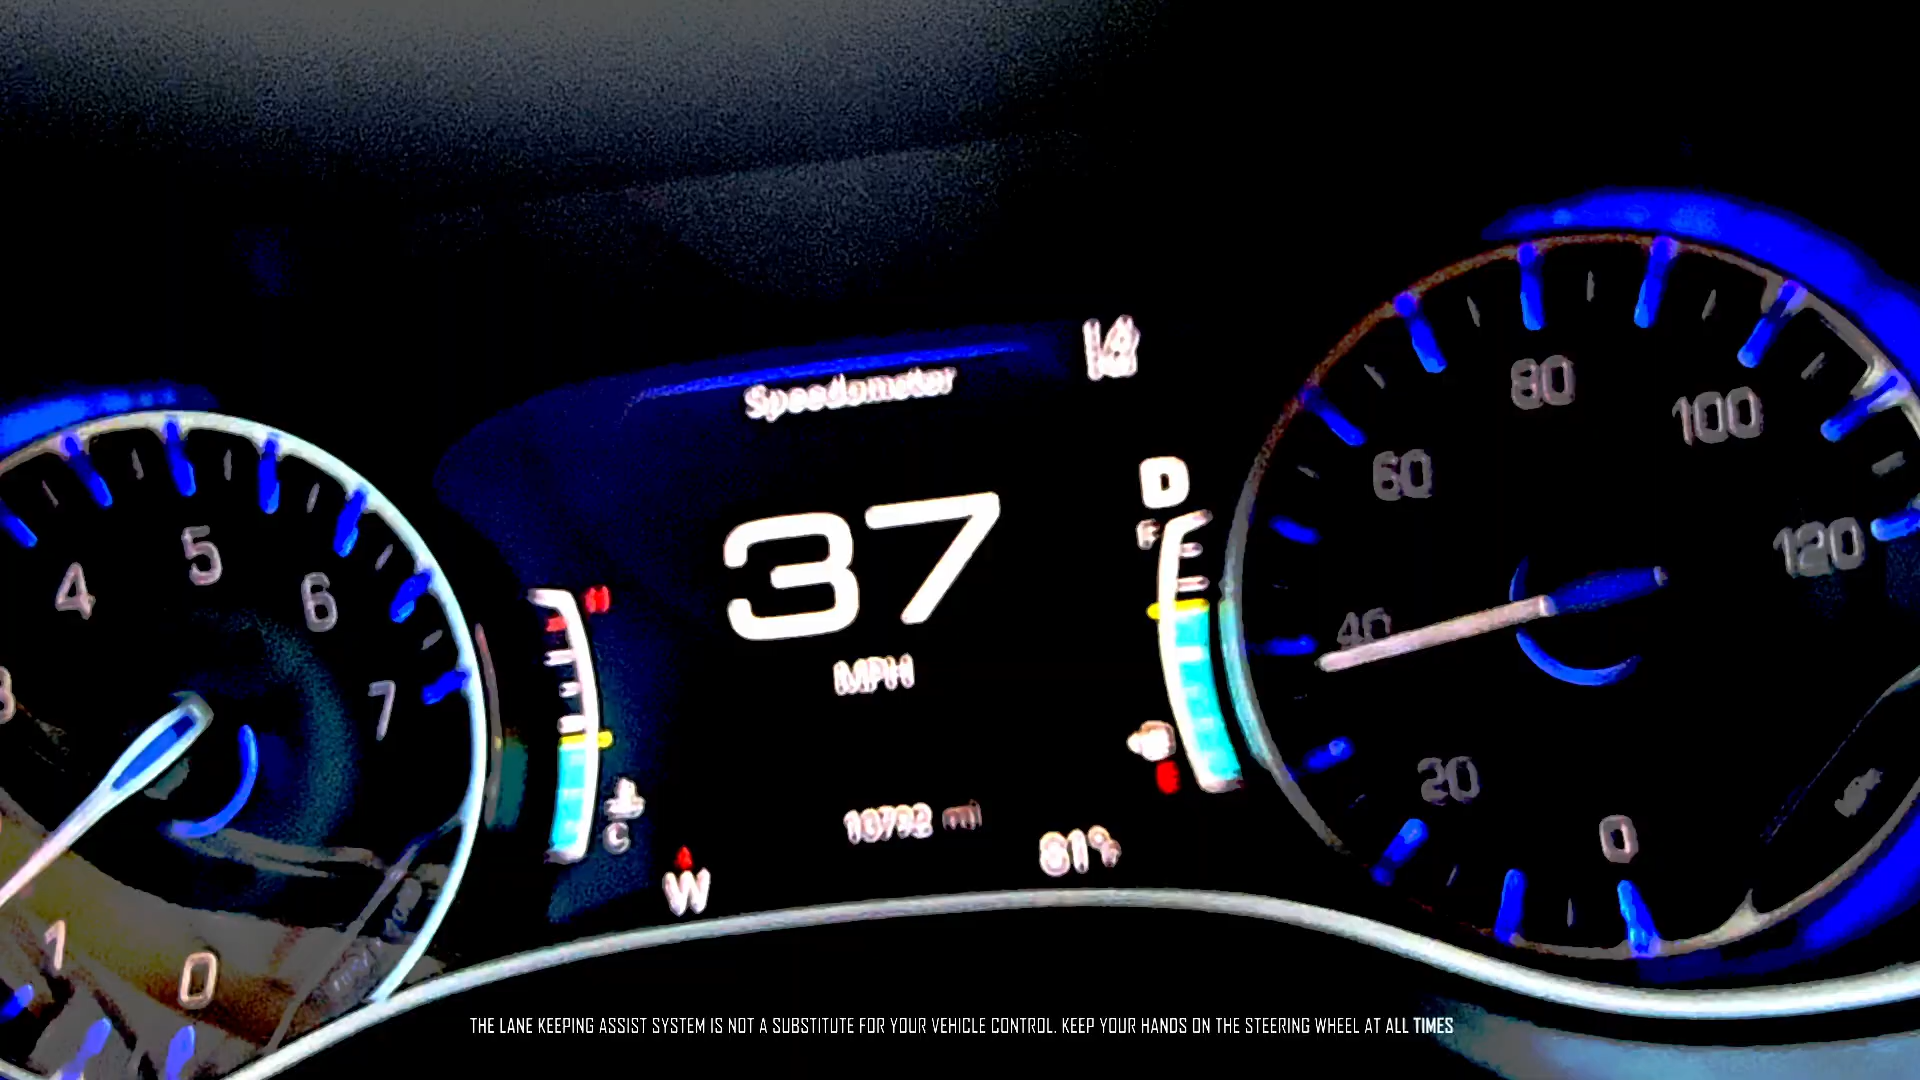 Speedometer
D
80
100
60
F
5
37
120
4
6
H
40
MPH
7
20
10792 mi
C
0
81°
W
1
0
THE LANE KEEPING ASSIST SYSTEM IS NOT A SUBSTITUTE FOR YOUR VEHICLE CONTROL. KEEP YOUR HANDS ON THE STEERING WHEEL AT ALL TIMES